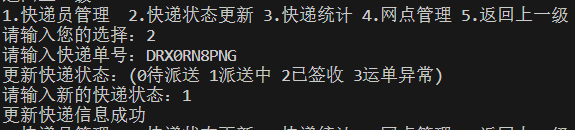 1.快递员管理  2.快递状态更新 3.快递统计 4.网点管理 5.返回上一级
请输入您的选择：2
请输入快递单号：DRX0RN8PNG
更新快递状态：(0待派送 1派送中 2已签收 3运单异常)
请输入新的快递状态：1
更新快递信息成功